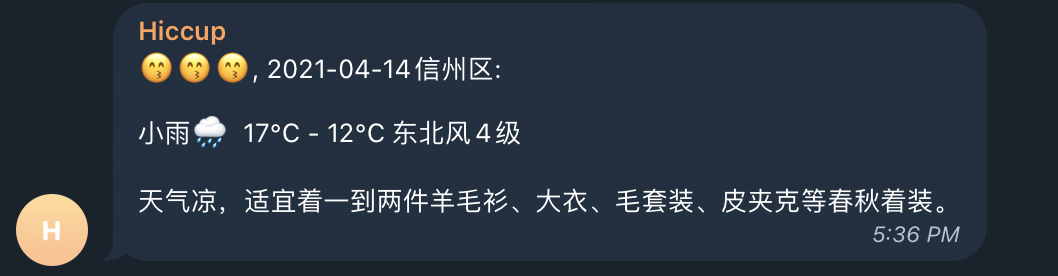 Hiccup
😙😙😙, 2021-04-14信州区:
小雨🌧 17°C - 12°C 东北风4级
天气凉，适宜着一到两件羊毛衫、大衣、毛套装、皮夹克等春秋着装。
5:36 PM
H